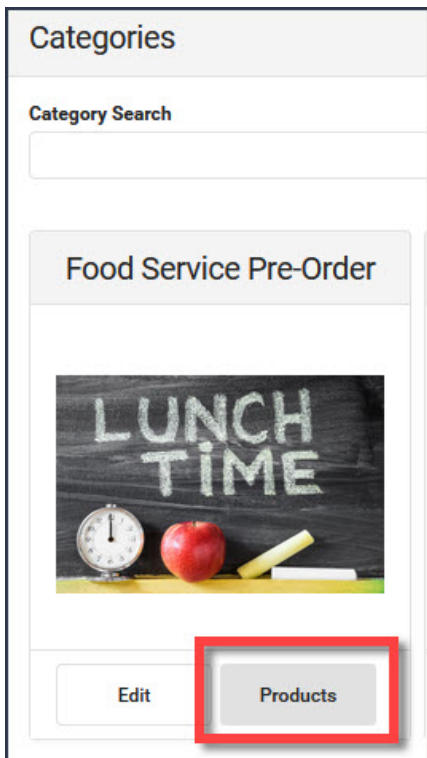 Categories
Category Search
Food Service Pre-Order
LUNCH
TIME
Edit
Products